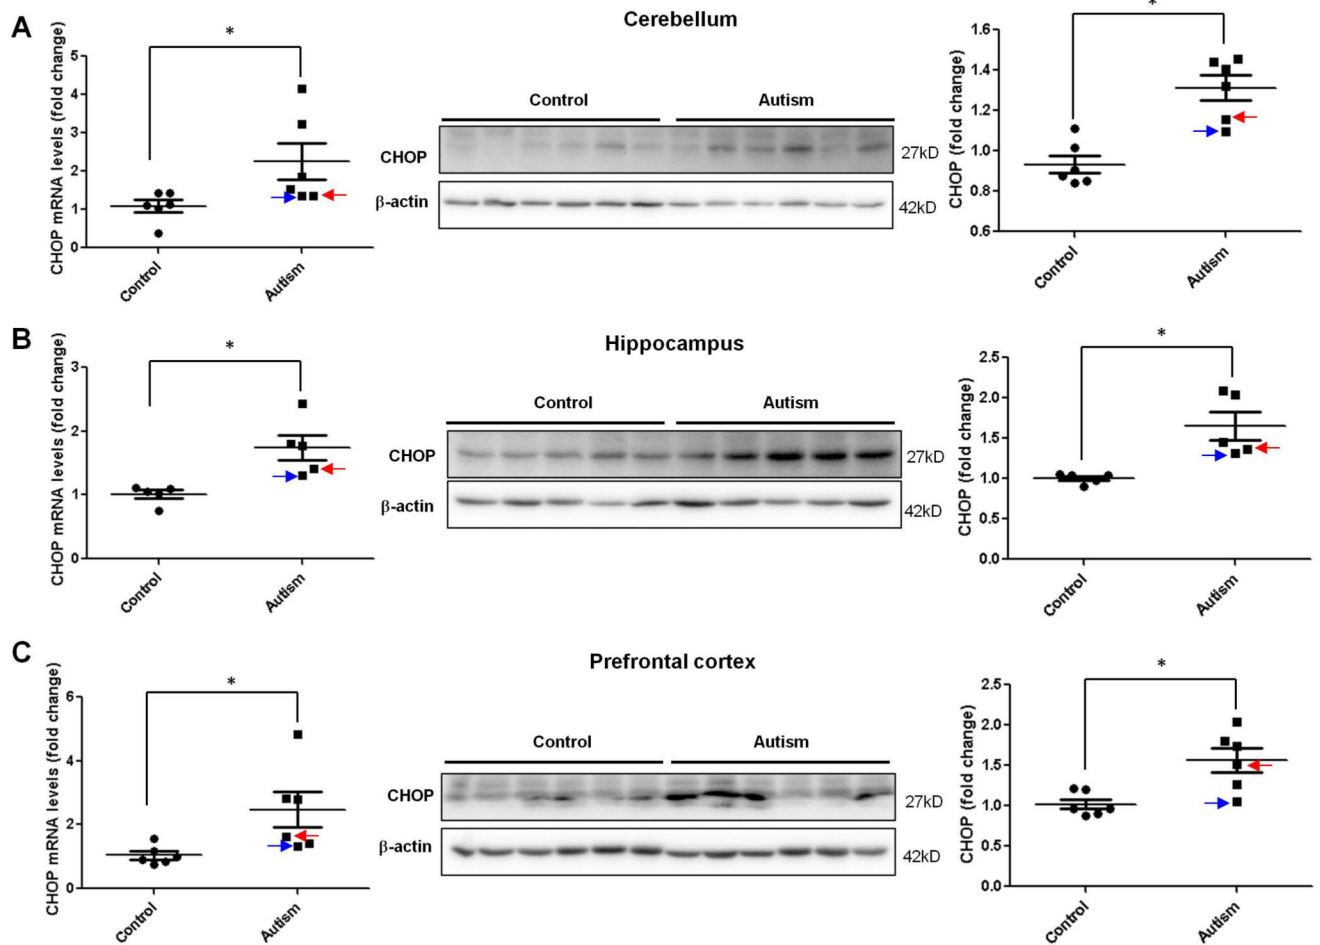 A
Cerebellum
CHOP mRNA levels (fold change)
5
4
3
2
1
0
*
Control
Autism
Control
Autism
CHOP
27kD
β-actin
42kD
CHOP (fold change)
1.6
1.4
1.2
1.0
0.8
0.6
*
Control
Autism
B
Hippocampus
CHOP mRNA levels (fold change)
3
2
1
0
*
Control
Autism
Control
Autism
CHOP
27kD
β-actin
42kD
CHOP (fold change)
2.5
2.0
1.5
1.0
0.5
0.0
*
Control
Autism
C
Prefrontal cortex
CHOP mRNA levels (fold change)
6
4
2
0
*
Control
Autism
Control
Autism
CHOP
27kD
β-actin
42kD
CHOP (fold change)
2.5
2.0
1.5
1.0
0.5
0.0
*
Control
Autism